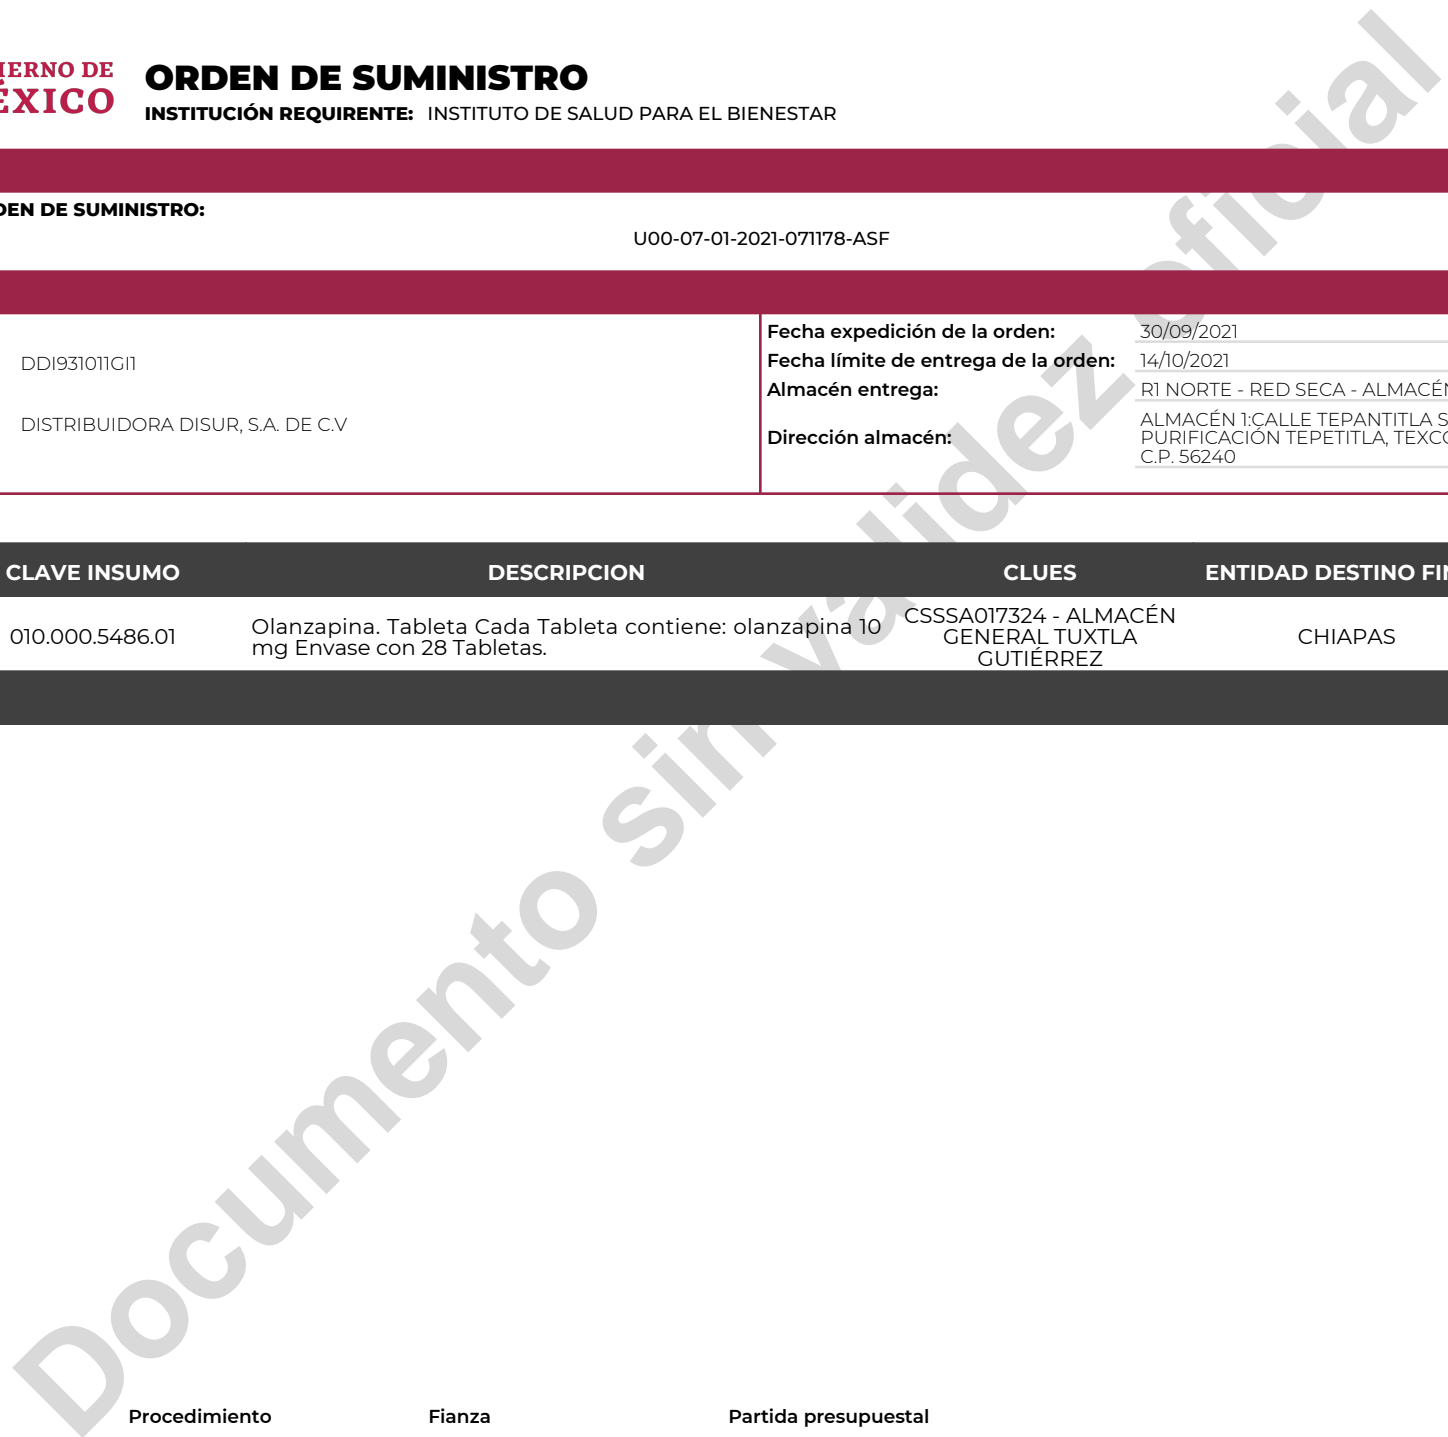 IERNO DE
ÉXICO
ORDEN DE SUMINISTRO
INSTITUCIÓN REQUIRENTE: INSTITUTO DE SALUD PARA EL BIENESTAR
DEN DE SUMINISTRO:
U00-07-01-2021-071178-ASF
DDI931011GI1
DISTRIBUIDORA DISUR, S.A. DE C.V
Fecha expedición de la orden: 30/09/2021
Fecha límite de entrega de la orden: 14/10/2021
Almacén entrega: R1 NORTE - RED SECA - ALMACÉN
Dirección almacén:
ALMACÉN 1:CALLE TEPANTITLA S
PURIFICACIÓN TEPETITLA, TEXCO
C.P. 56240
CLAVE INSUMO DESCRIPCION CLUES ENTIDAD DESTINO FIN
010.000.5486.01
Olanzapina. Tableta Cada Tableta contiene: olanzapina 10
mg Envase con 28 Tabletas.
CSSSA017324 - ALMACÉN
GENERAL TUXTLA
GUTIÉRREZ
CHIAPAS
Documento sin validez oficial
Procedimiento Fianza Partida presupuestal